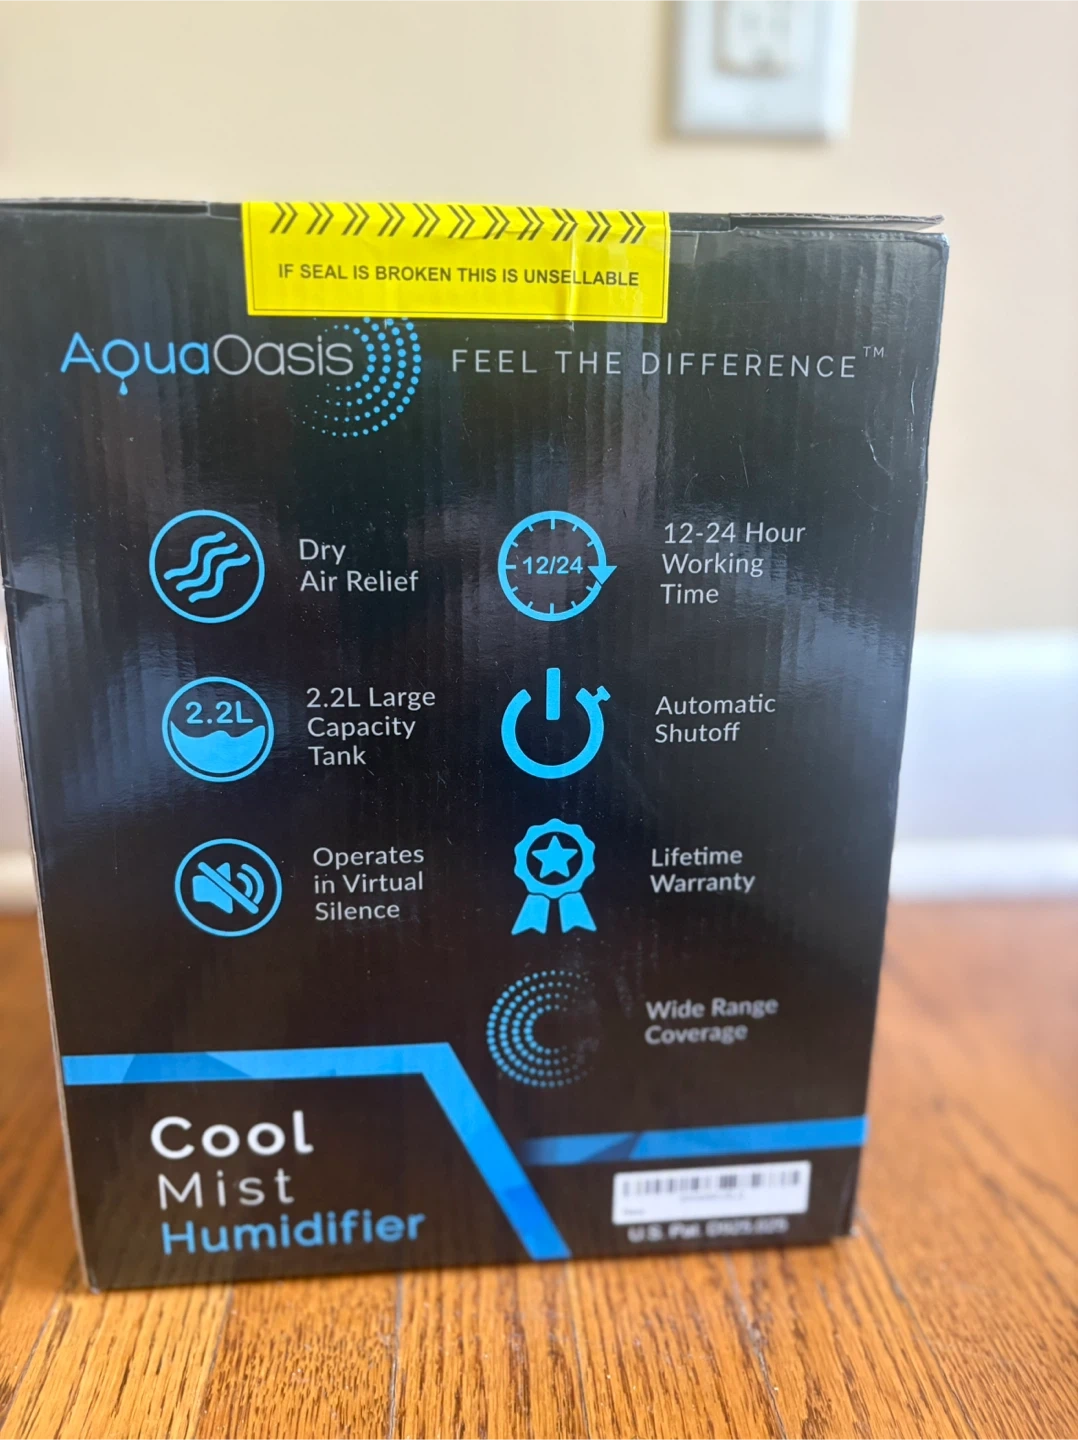 IF SEAL IS BROKEN THIS IS UNSELLABLE
AquaOasis
FEEL THE DIFFERENCE™
Dry
Air Relief
12/24
12-24 Hour
Working
Time
2.2L
2.2L Large
Capacity
Tank
Automatic
Shutoff
Operates
in Virtual
Silence
Lifetime
Warranty
Wide Range
Coverage
Cool
Mist
Humidifier
U.S. Pat.